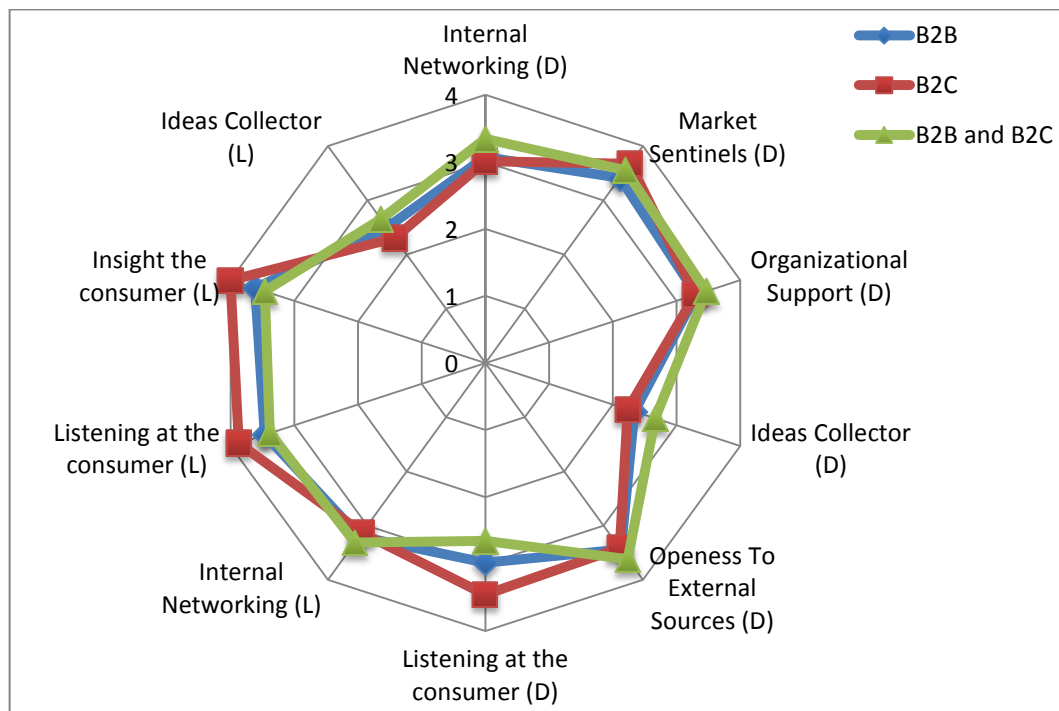 Internal
Networking (D)
Market
Sentinels (D)
Organizational
Support (D)
Ideas Collector
(D)
Openess To
External
Sources (D)
Listening at the
consumer (D)
Internal
Networking (L)
Listening at the
consumer (L)
Insight the
consumer (L)
Ideas Collector
(L)
4
3
2
1
0
B2B
B2C
B2B and B2C